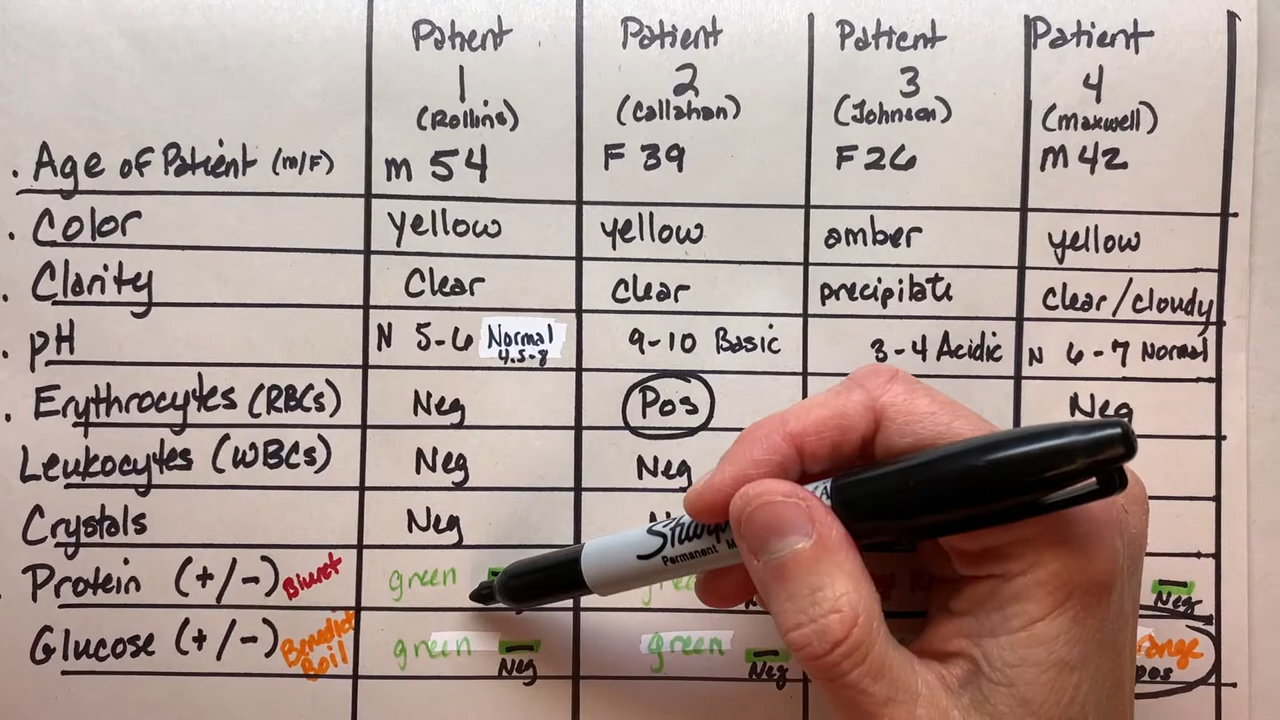 Patient Patient Patient Patient
1 2 3 4
(Rollins) (Callahan) (Johnson) (maxwell)
. Age of Patient (m/F) m 54 F 39 F 26 m 42
. Color yellow yellow amber yellow
. Clarity Clear clear precipitate clear/cloudy
. pH N 5-6 Normal 9-10 Basic 3-4 Acidic N 6-7 Normal
4.5-8
. Erythrocytes (RBCs) Neg Pos Neg
Leukocytes (WBCs) Neg Neg
Crystals Neg
Sharpie
Permanent
Protein (+/-) Biuret green - - Neg
Glucose (+/-) Benedict Boil green - Neg green - Neg
pos